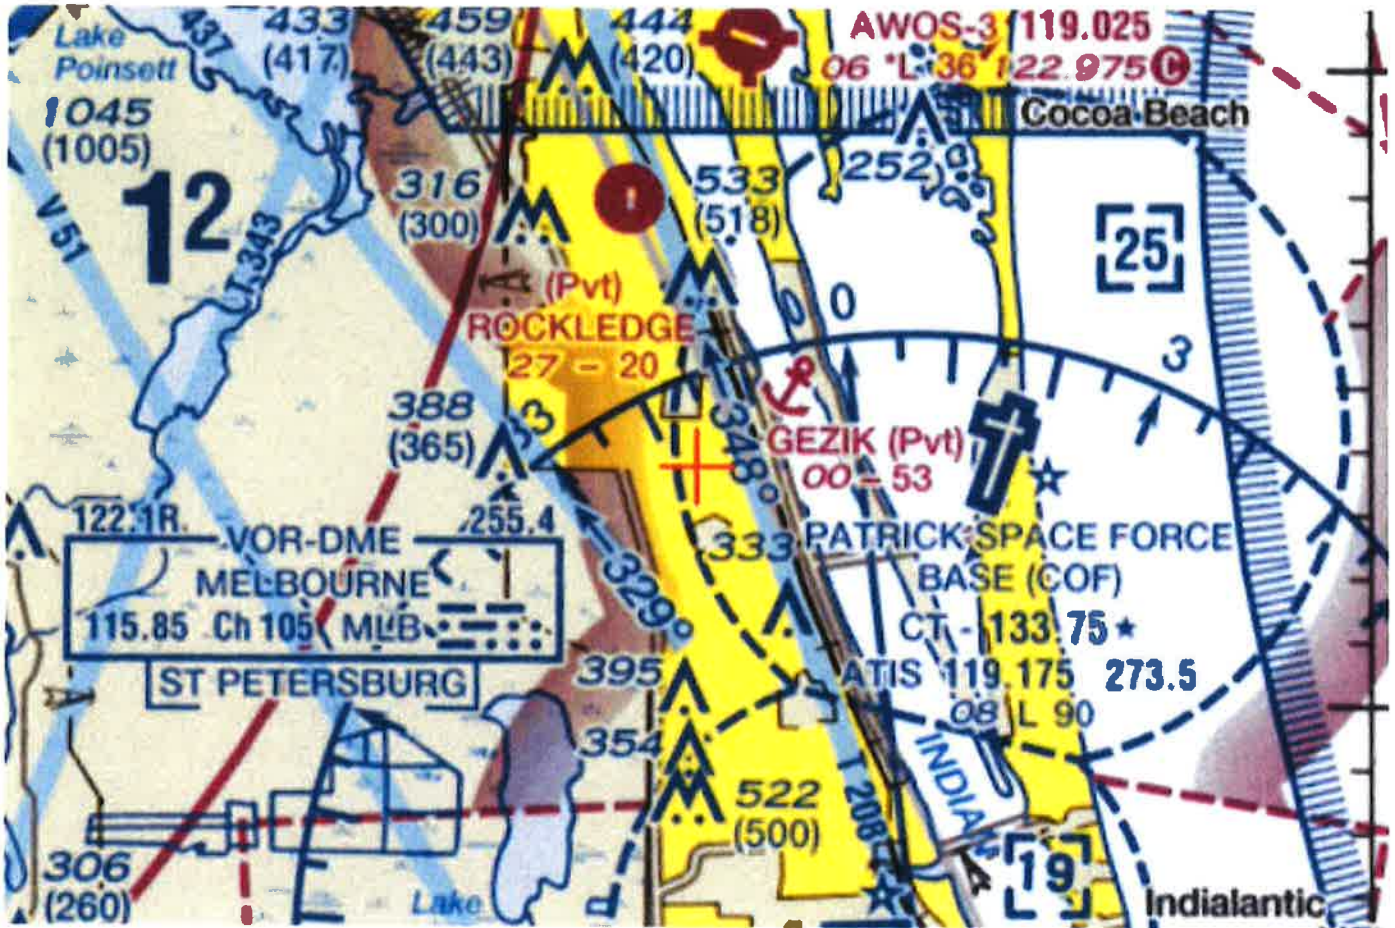 437
433
(417)
459
(443)
444
(420)
AWOS-3 119.025
06 *L 36 122.975 C
Lake
Poinsett
1045
(1005)
Cocoa Beach
252
12
316
(300)
533
(518)
V 51
T 343
25
(Pvt)
ROCKLEDGE
27 - 20
0
3
388
(365)
33
348°
GEZIK (Pvt)
00 - 53
122.1R
255.4
VOR-DME
MELBOURNE
115.85 Ch 105 MLB
ST PETERSBURG
329°
333
PATRICK SPACE FORCE
BASE (COF)
CT - 133.75
ATIS 119.175 273.5
08 L 90
395
354
522
(500)
T 208
INDIA
19
306
(260)
Lake
Indialantic